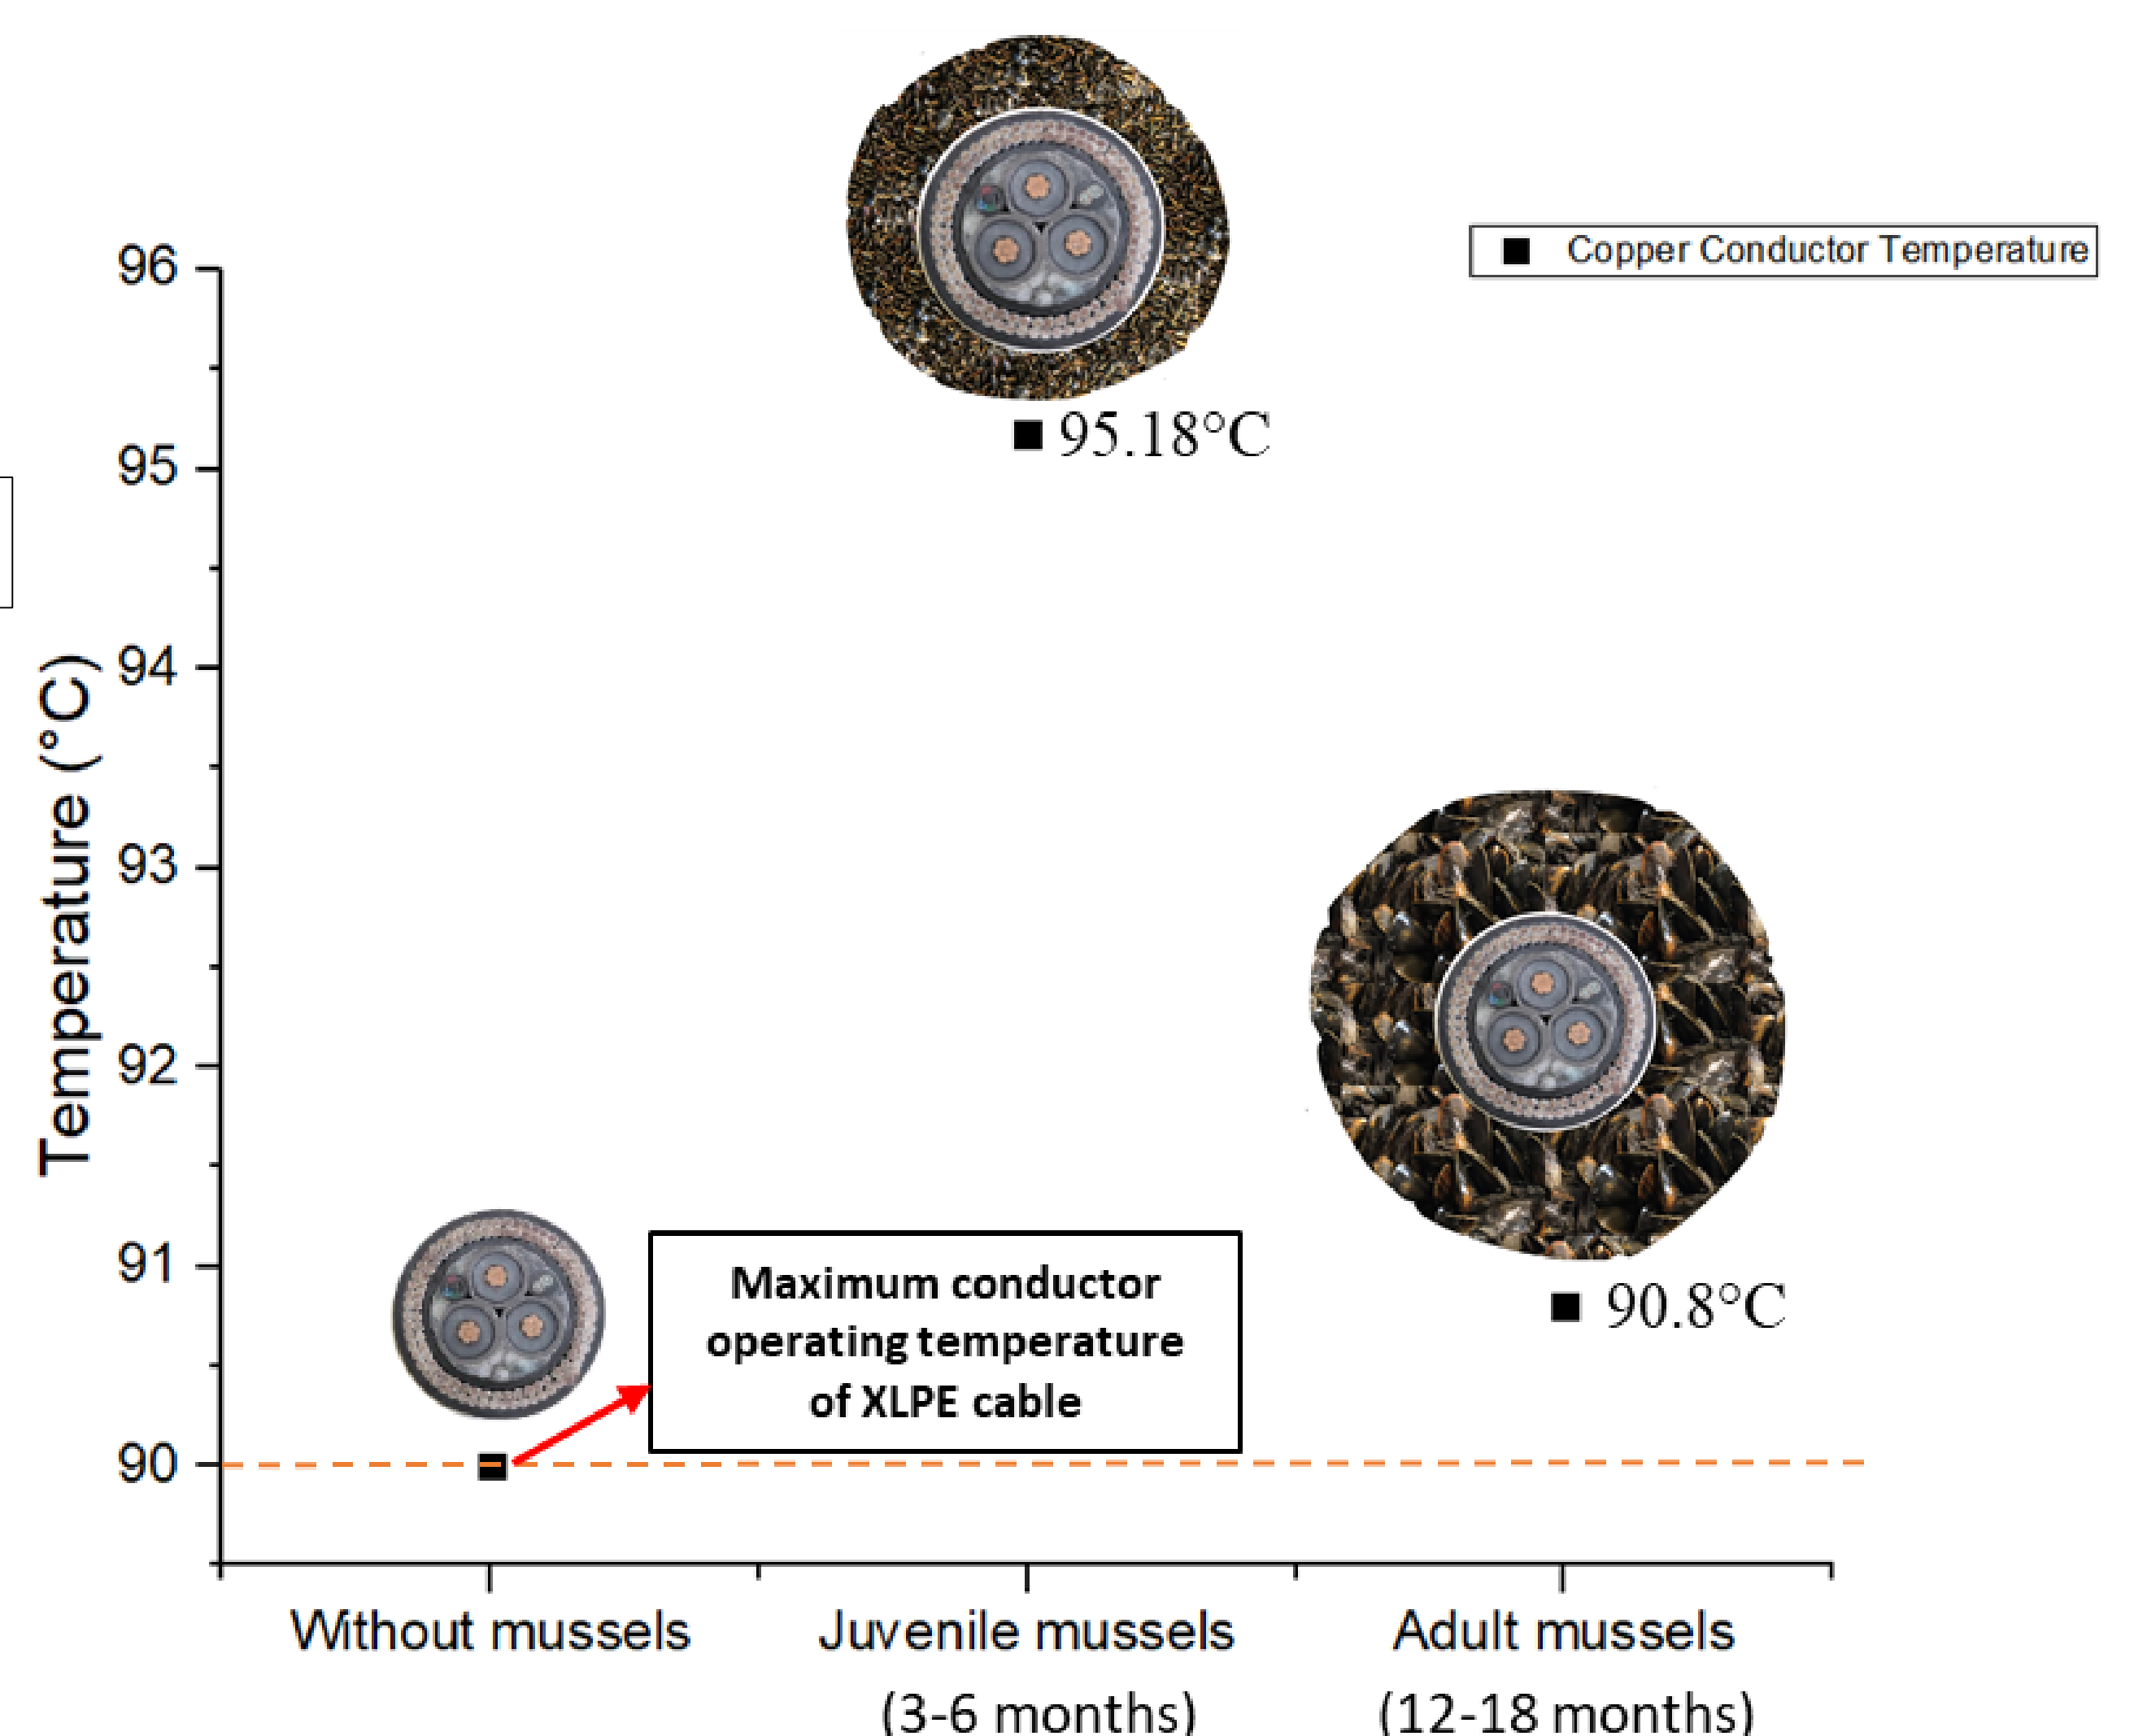 96
95
94
93
92
91
90
Temperature (°C)
Copper Conductor Temperature
95.18°C
90.8°C
Maximum conductor
operating temperature
of XLPE cable
Without mussels
Juvenile mussels
(3-6 months)
Adult mussels
(12-18 months)